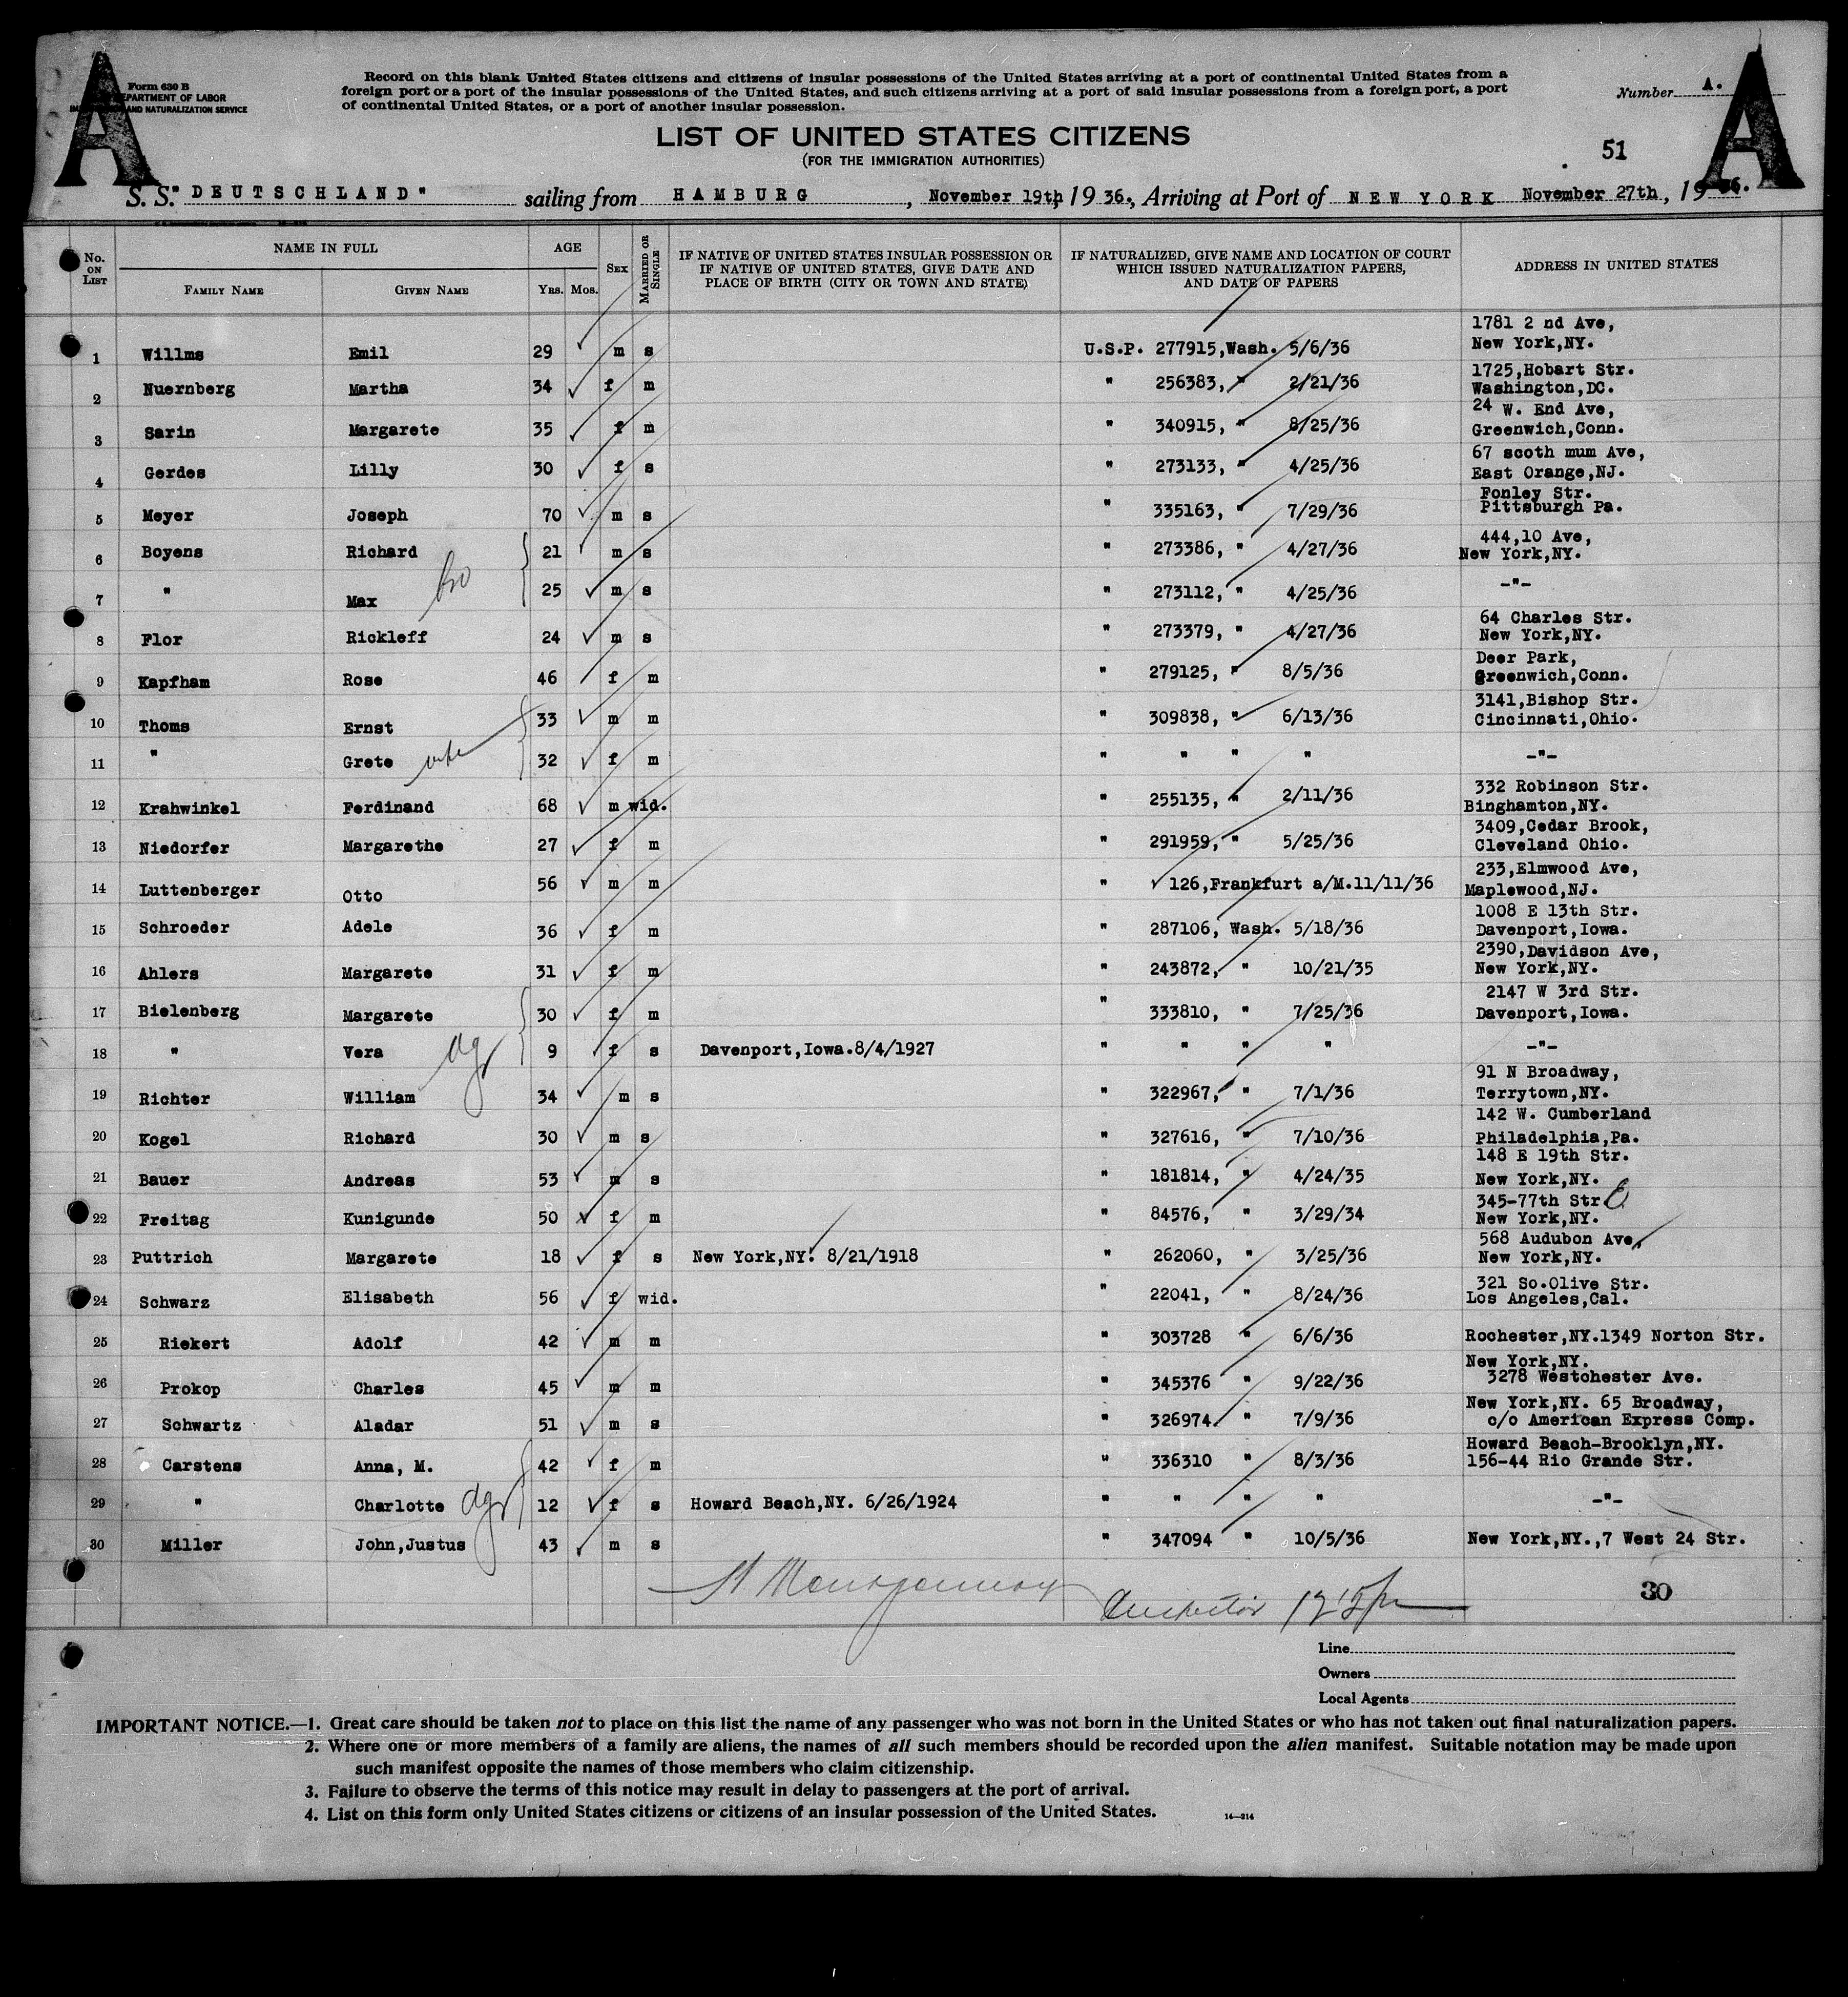 A
A
Form 630 B
DEPARTMENT OF LABOR
IMMIGRATION AND NATURALIZATION SERVICE
Record on this blank United States citizens and citizens of insular possessions of the United States arriving at a port of continental United States from a
foreign port or a port of the insular possessions of the United States, and such citizens arriving at a port of said insular possessions from a foreign port, a port
of continental United States, or a port of another insular possession.
Number A.
LIST OF UNITED STATES CITIZENS
(FOR THE IMMIGRATION AUTHORITIES)
51
S. S. "DEUTSCHLAND" sailing from HAMBURG, November 19th, 1936., Arriving at Port of NEW YORK November 27th, 1936.
No. ON LIST NAME IN FULL AGE SEX MARRIED OR SINGLE IF NATIVE OF UNITED STATES INSULAR POSSESSION OR IF NATIVE OF UNITED STATES, GIVE DATE AND PLACE OF BIRTH (CITY OR TOWN AND STATE) IF NATURALIZED, GIVE NAME AND LOCATION OF COURT WHICH ISSUED NATURALIZATION PAPERS, AND DATE OF PAPERS ADDRESS IN UNITED STATES
FAMILY NAME GIVEN NAME YRS. MOS.
1 Willms Emil 29 m s U.S.P. 277915,Wash. 5/6/36 1781 2 nd Ave, New York,NY.
2 Nuernberg Martha 34 f m " 256383, " 2/21/36 1725,Hobart Str. Washington,DC.
3 Sarin Margarete 35 f m " 340915, " 8/25/36 24 W. End Ave, Greenwich,Conn.
4 Gerdes Lilly 30 f s " 273133, " 4/25/36 67 scoth mum Ave, East Orange,NJ.
5 Meyer Joseph 70 m s " 335163, " 7/29/36 Fonley Str. Pittsburgh Pa.
6 Boyens Richard 21 m s " 273386, " 4/27/36 444,10 Ave, New York,NY.
7 " Max bro 25 m s " 273112, " 4/25/36 -"-
8 Flor Rickleff 24 m s " 273379, " 4/27/36 64 Charles Str. New York,NY.
9 Kapfham Rose 46 f m " 279125, " 8/5/36 Deer Park, Greenwich,Conn.
10 Thoms Ernst 33 m m " 309838, " 6/13/36 3141,Bishop Str. Cincinnati,Ohio.
11 " Grete wife 32 f m " " " " -"-
12 Krahwinkel Ferdinand 68 m wid. " 255135, " 2/11/36 332 Robinson Str. Binghamton,NY.
13 Niedorfer Margarethe 27 f m " 291959, " 5/25/36 3409,Cedar Brook, Cleveland Ohio.
14 Luttenberger Otto 56 m m " 126,Frankfurt a/M.11/11/36 233,Elmwood Ave, Maplewood,NJ.
15 Schroeder Adele 36 f m " 287106, Wash. 5/18/36 1008 E 13th Str. Davenport,Iowa.
16 Ahlers Margarete 31 f m " 243872, " 10/21/35 2390,Davidson Ave, New York,NY.
17 Bielenberg Margarete 30 f m " 333810, " 7/25/36 2147 W 3rd Str. Davenport,Iowa.
18 " Vera dgr 9 f s Davenport,Iowa.8/4/1927 " " " " -"-
19 Richter William 34 m s " 322967, " 7/1/36 91 N Broadway, Terrytown,NY.
20 Kogel Richard 30 m s " 327616, " 7/10/36 142 W. Cumberland Philadelphia,Pa.
21 Bauer Andreas 53 m s " 181814, " 4/24/35 148 E 19th Str. New York,NY.
22 Freitag Kunigunde 50 f m " 84576, " 3/29/34 345-77th Str. E New York,NY.
23 Puttrich Margarete 18 f s New York,NY. 8/21/1918 " 262060, " 3/25/36 568 Audubon Ave, New York,NY.
24 Schwarz Elisabeth 56 f wid. " 22041, " 8/24/36 321 So.Olive Str. Los Angeles,Cal.
25 Riekert Adolf 42 m m " 303728 " 6/6/36 Rochester,NY.1349 Norton Str.
26 Prokop Charles 45 m m " 345376 " 9/22/36 New York,NY. 3278 Westchester Ave.
27 Schwartz Aladar 51 m s " 326974. " 7/9/36 New York,NY. 65 Broadway, c/o American Express Comp.
28 Carstens Anna, M. 42 f m " 336310 " 8/3/36 Howard Beach-Brooklyn,NY. 156-44 Rio Grande Str.
29 " Charlotte dgr 12 f s Howard Beach,NY. 6/26/1924 " " " " -"-
30 Miller John,Justus 43 m s " 347094 " 10/5/36 New York,NY.,7 West 24 Str.
Montgomery Inspector
30
Line
Owners
Local Agents
IMPORTANT NOTICE.—1. Great care should be taken not to place on this list the name of any passenger who was not born in the United States or who has not taken out final naturalization papers.
2. Where one or more members of a family are aliens, the names of all such members should be recorded upon the alien manifest. Suitable notation may be made upon
such manifest opposite the names of those members who claim citizenship.
3. Failure to observe the terms of this notice may result in delay to passengers at the port of arrival.
4. List on this form only United States citizens or citizens of an insular possession of the United States.
14—214